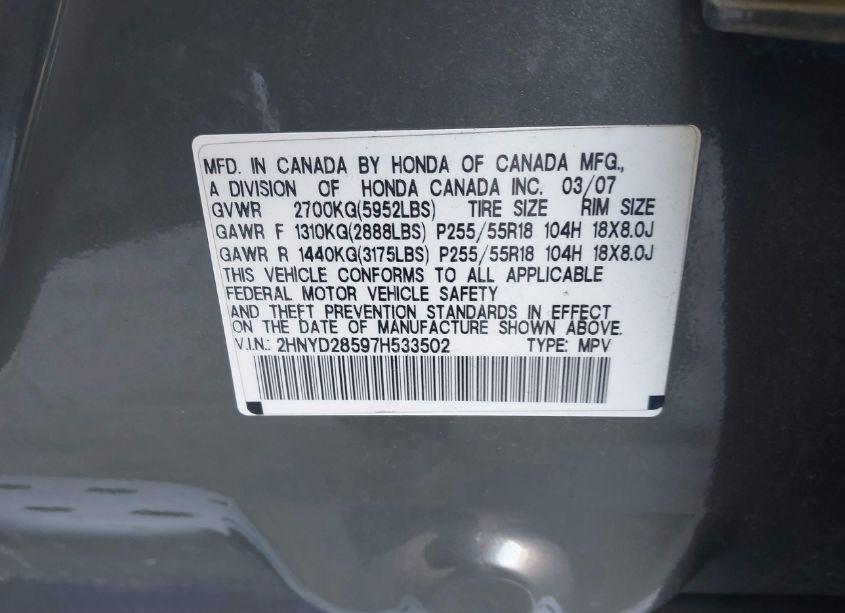 MFD. IN CANADA BY HONDA OF CANADA MFG.,
A DIVISION OF HONDA CANADA INC. 03/07
GVWR 2700KG(5952LBS) TIRE SIZE RIM SIZE
GAWR F 1310KG(2888LBS) P255/55R18 104H 18X8.0J
GAWR R 1440KG(3175LBS) P255/55R18 104H 18X8.0J
THIS VEHICLE CONFORMS TO ALL APPLICABLE
FEDERAL MOTOR VEHICLE SAFETY
AND THEFT PREVENTION STANDARDS IN EFFECT
ON THE DATE OF MANUFACTURE SHOWN ABOVE.
V.I.N.: 2HNYD28597H533502 TYPE: MPV